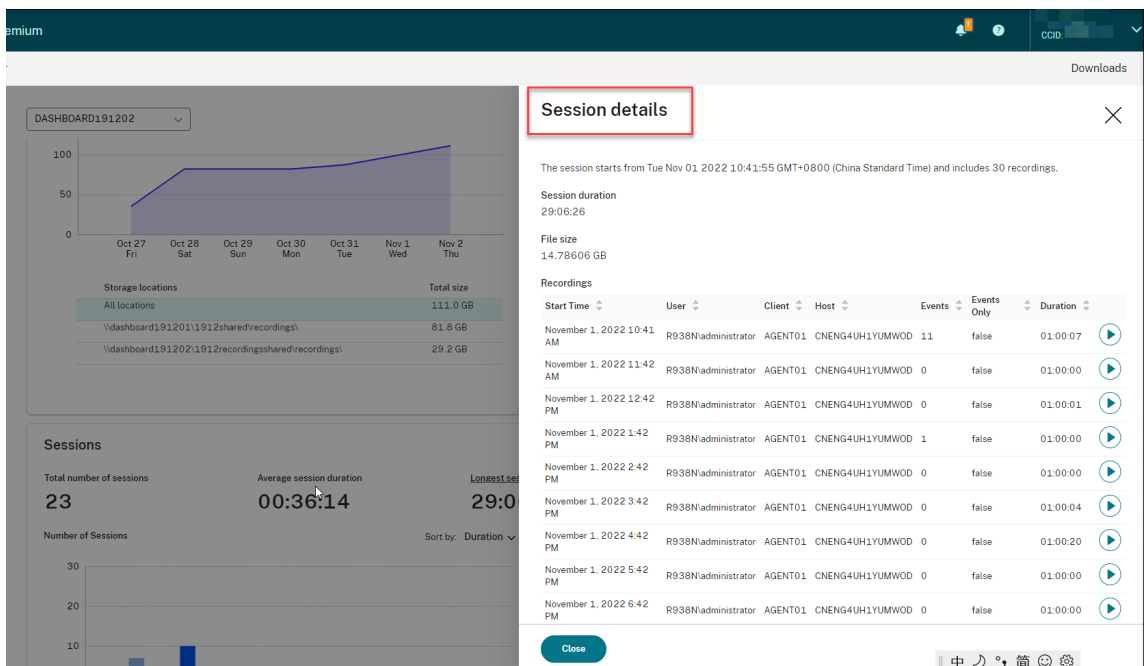 emium
CCID:
Downloads
DASHBOARD191202
100
50
0
Oct 27 Oct 28 Oct 29 Oct 30 Oct 31 Nov 1 Nov 2
Fri Sat Sun Mon Tue Wed Thu
Storage locations Total size
All locations 111.0 GB
\\dashboard191201\1912shared\recordings\ 81.8 GB
\\dashboard191202\1912recordingsshared\recordings\ 29.2 GB
Sessions
Total number of sessions Average session duration Longest ses
23 00:36:14 29:0
Number of Sessions Sort by: Duration
30
20
10
Session details
The session starts from Tue Nov 01 2022 10:41:55 GMT+0800 (China Standard Time) and includes 30 recordings.
Session duration
29:06:26
File size
14.78606 GB
Recordings
Start Time User Client Host Events Events Only Duration
November 1, 2022 10:41
AM R938N\administrator AGENT01 CNENG4UH1YUMWOD 11 false 01:00:07
November 1, 2022 11:42
AM R938N\administrator AGENT01 CNENG4UH1YUMWOD 0 false 01:00:00
November 1, 2022 12:42
PM R938N\administrator AGENT01 CNENG4UH1YUMWOD 0 false 01:00:01
November 1, 2022 1:42
PM R938N\administrator AGENT01 CNENG4UH1YUMWOD 1 false 01:00:00
November 1, 2022 2:42
PM R938N\administrator AGENT01 CNENG4UH1YUMWOD 0 false 01:00:00
November 1, 2022 3:42
PM R938N\administrator AGENT01 CNENG4UH1YUMWOD 0 false 01:00:04
November 1, 2022 4:42
PM R938N\administrator AGENT01 CNENG4UH1YUMWOD 0 false 01:00:20
November 1, 2022 5:42
PM R938N\administrator AGENT01 CNENG4UH1YUMWOD 0 false 01:00:00
November 1, 2022 6:42
PM R938N\administrator AGENT01 CNENG4UH1YUMWOD 0 false 01:00:00
Close
中 简